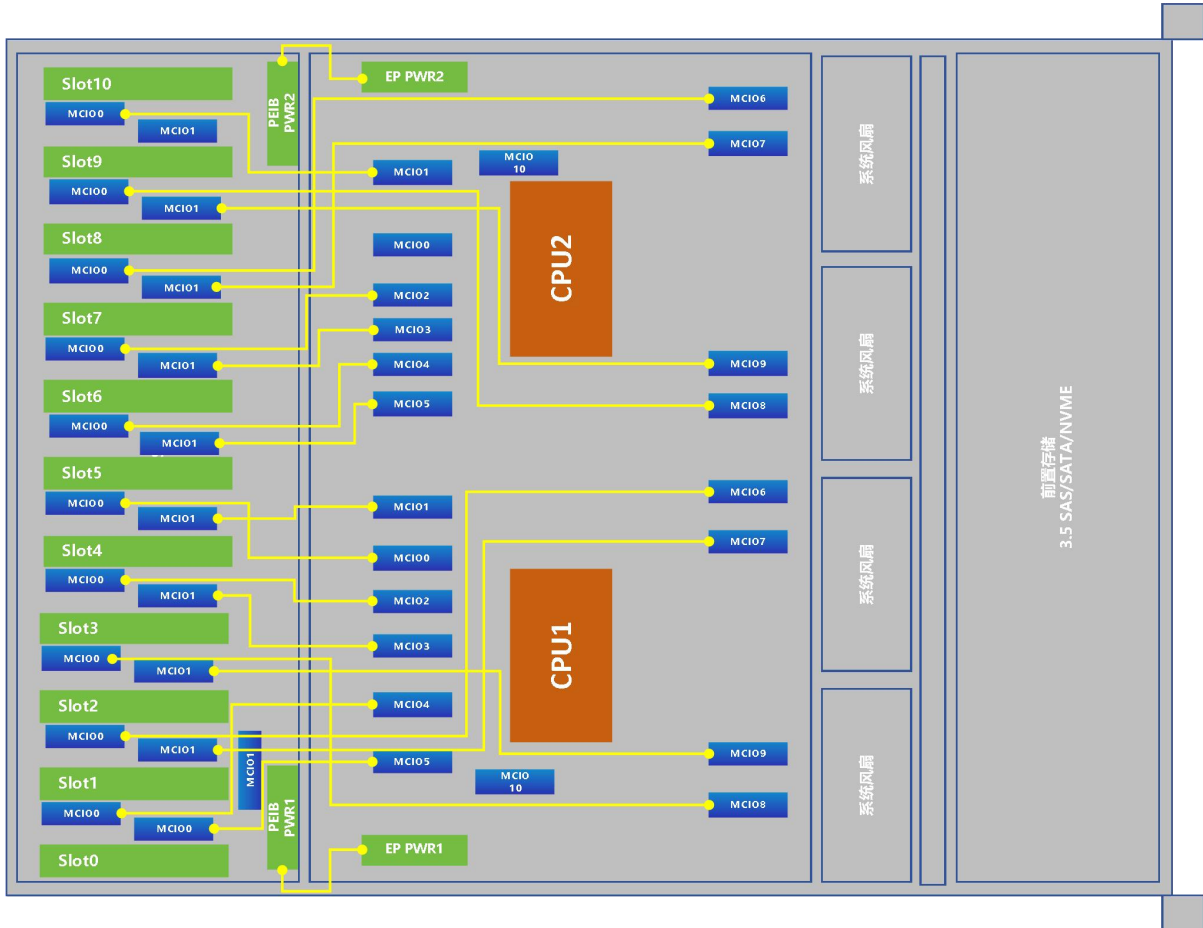 Slot10
MCIO0
MCIO1
Slot9
MCIO0
MCIO1
Slot8
MCIO0
MCIO1
Slot7
MCIO0
MCIO1
Slot6
MCIO0
MCIO1
Slot5
MCIO0
MCIO1
Slot4
MCIO0
MCIO1
Slot3
MCIO0
MCIO1
Slot2
MCIO0
MCIO1
MCIO1
Slot1
MCIO0
MCIO0
Slot0
PEIB
PWR2
PEIB
PWR1
EP PWR2
MCIO1
MCIO
10
MCIO0
MCIO2
MCIO3
MCIO4
MCIO5
CPU2
MCIO6
MCIO7
MCIO9
MCIO8
MCIO1
MCIO0
MCIO2
MCIO3
MCIO4
MCIO5
CPU1
MCIO
10
EP PWR1
MCIO6
MCIO7
MCIO9
MCIO8
系统风扇
系统风扇
系统风扇
系统风扇
前置存储
3.5 SAS/SATA/NVME